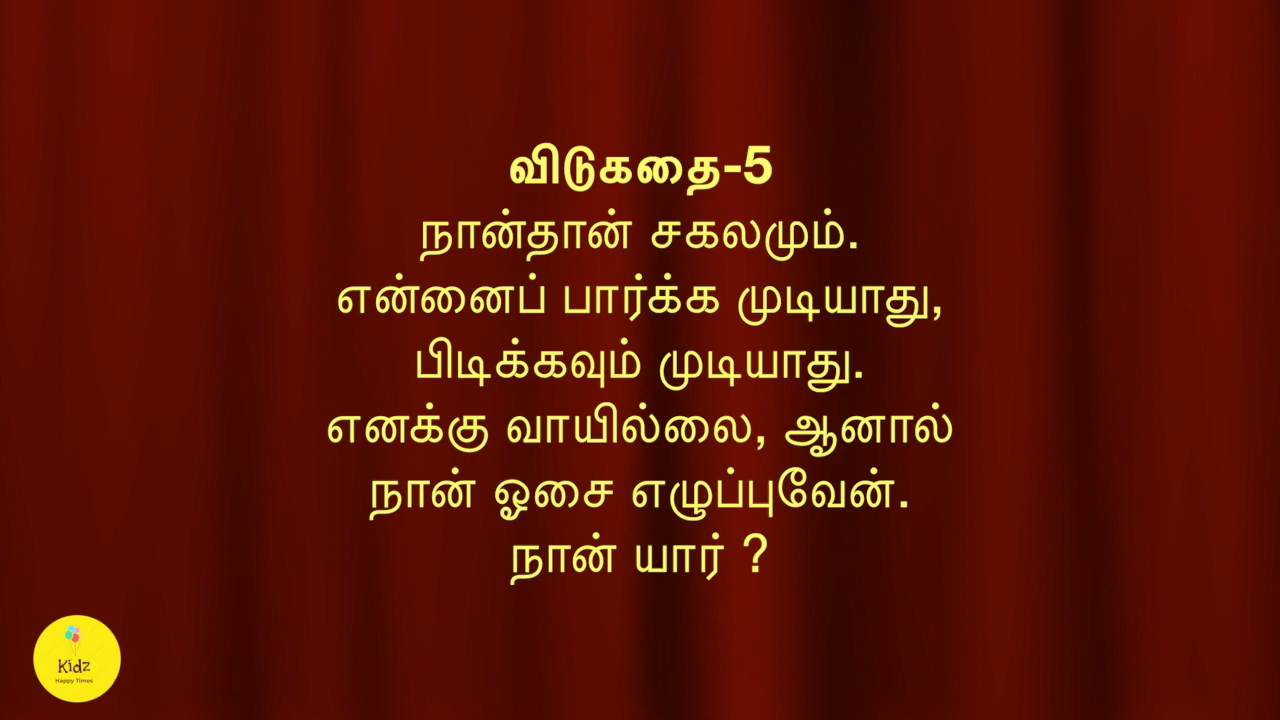 விடுகதை-5
நான்தான் சகலமும்.
என்னைப் பார்க்க முடியாது,
பிடிக்கவும் முடியாது.
எனக்கு வாயில்லை, ஆனால்
நான் ஓசை எழுப்புவேன்.
நான் யார் ?
Kidz
Happy Times